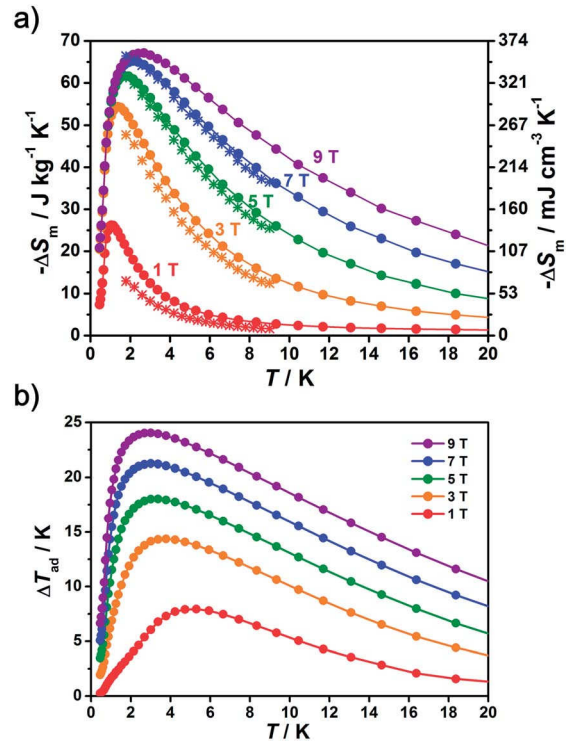 a)
-ΔSm / J kg⁻¹ K⁻¹
70
60
50
40
30
20
10
0
374
321
267
214
160
107
53
0
-ΔSm / mJ cm⁻³ K⁻¹
9 T
7 T
5 T
3 T
1 T
0 2 4 6 8 10 12 14 16 18 20
T / K
b)
ΔTad / K
25
20
15
10
5
0
9 T
7 T
5 T
3 T
1 T
0 2 4 6 8 10 12 14 16 18 20
T / K